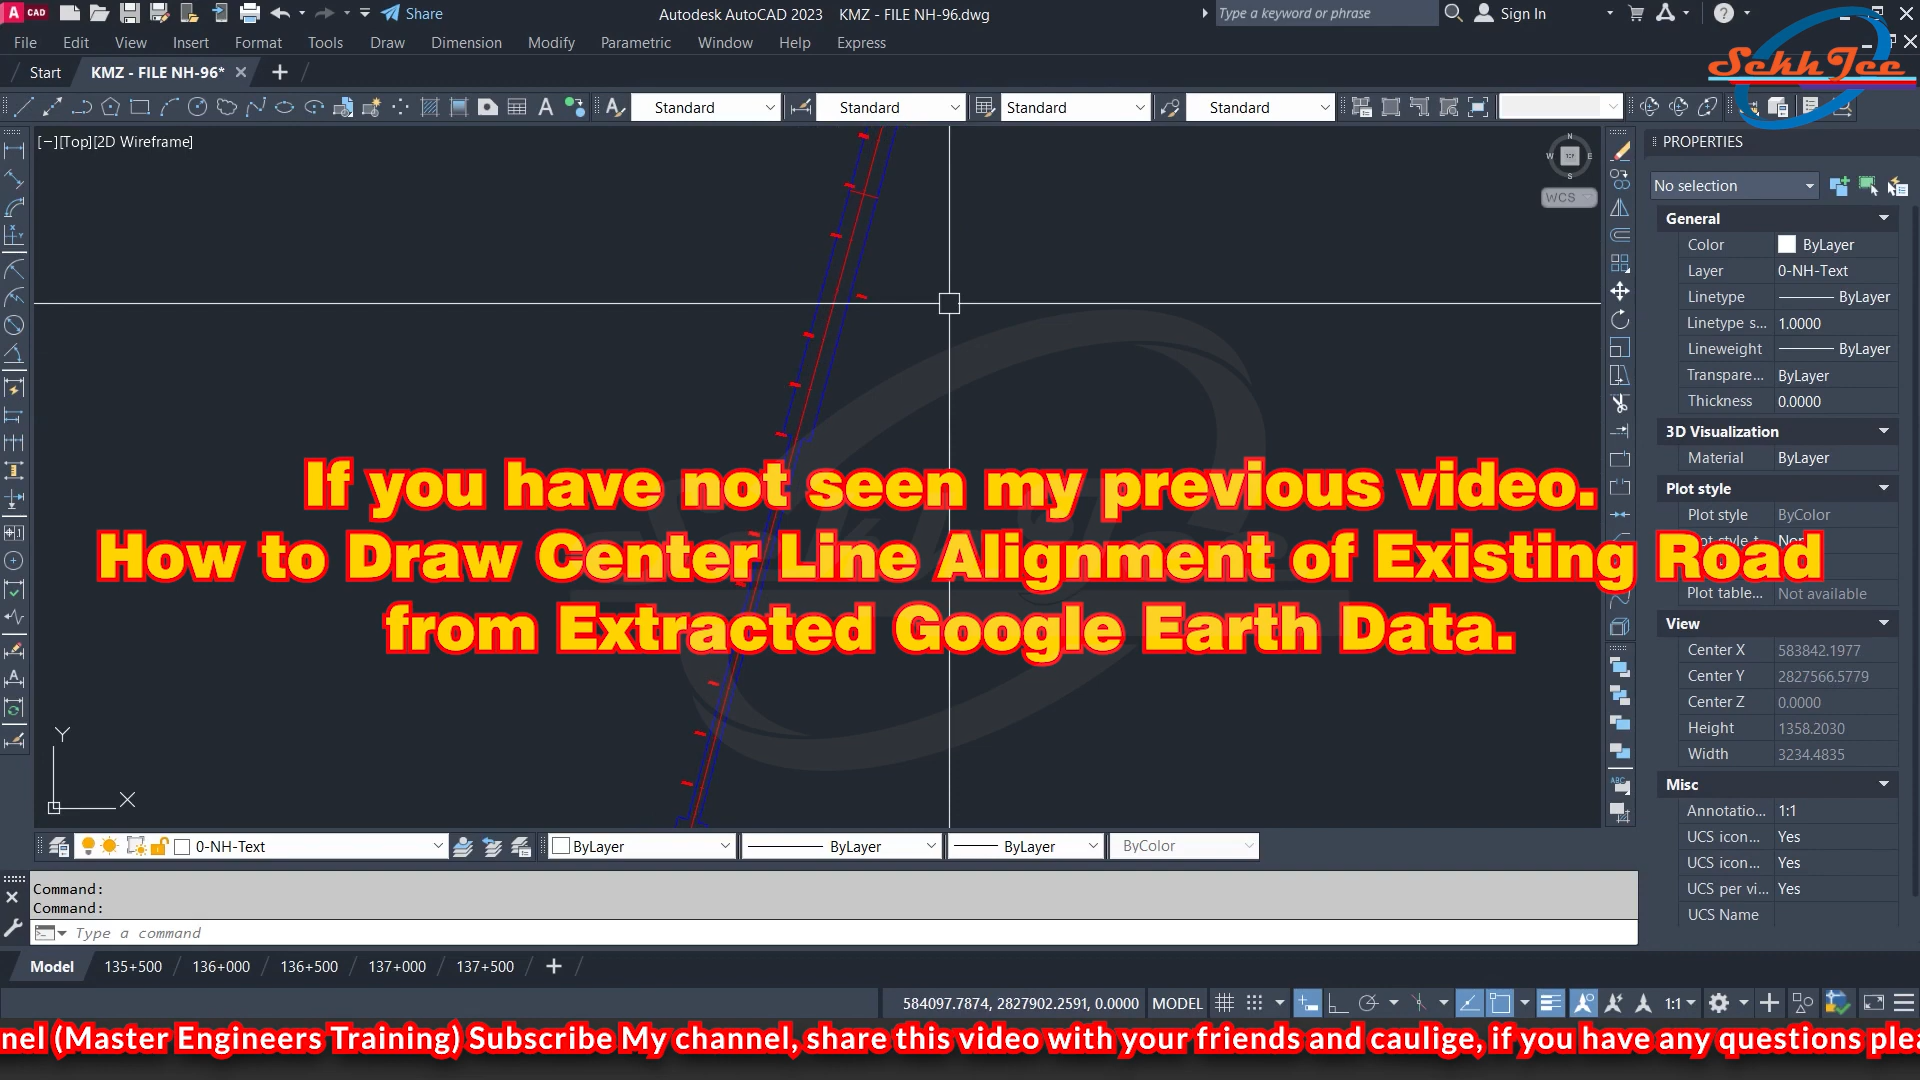 A CAD
Share
Autodesk AutoCAD 2023 KMZ - FILE NH-96.dwg
Type a keyword or phrase
Sign In
File Edit View Insert Format Tools Draw Dimension Modify Parametric Window Help Express
SekhJee
Start KMZ - FILE NH-96*
Standard Standard Standard Standard
[−][Top][2D Wireframe]
N
W TOP E
S
WCS
PROPERTIES
No selection
General
Color ByLayer
Layer 0-NH-Text
Linetype ByLayer
Linetype s... 1.0000
Lineweight ByLayer
Transpare... ByLayer
Thickness 0.0000
3D Visualization
Material ByLayer
Plot style
Plot style ByColor
Plot table... Not available
View
Center X 583842.1977
Center Y 2827566.5779
Center Z 0.0000
Height 1358.2030
Width 3234.4835
Misc
Annotatio... 1:1
UCS icon... Yes
UCS icon... Yes
UCS per vi... Yes
UCS Name
If you have not seen my previous video.
How to Draw Center Line Alignment of Existing Road
from Extracted Google Earth Data.
Y
X
0-NH-Text ByLayer ByLayer ByLayer ByColor
Command:
Command:
Type a command
Model 135+500 136+000 136+500 137+000 137+500
584097.7874, 2827902.2591, 0.0000 MODEL 1:1
nel (Master Engineers Training) Subscribe My channel, share this video with your friends and caulige, if you have any questions plea